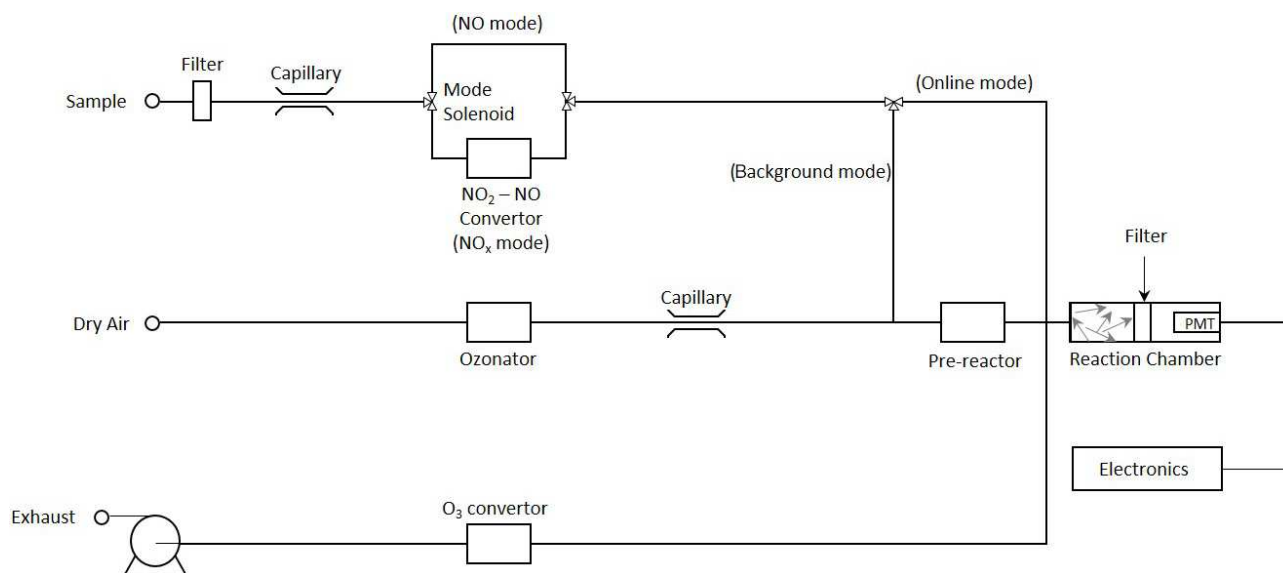 (NO mode)
Filter
Capillary
Sample
Mode
Solenoid
(Online mode)
(Background mode)
NO₂ – NO
Convertor
(NOₓ mode)
Filter
Capillary
Dry Air
PMT
Ozonator
Pre-reactor
Reaction Chamber
Electronics
O₃ convertor
Exhaust